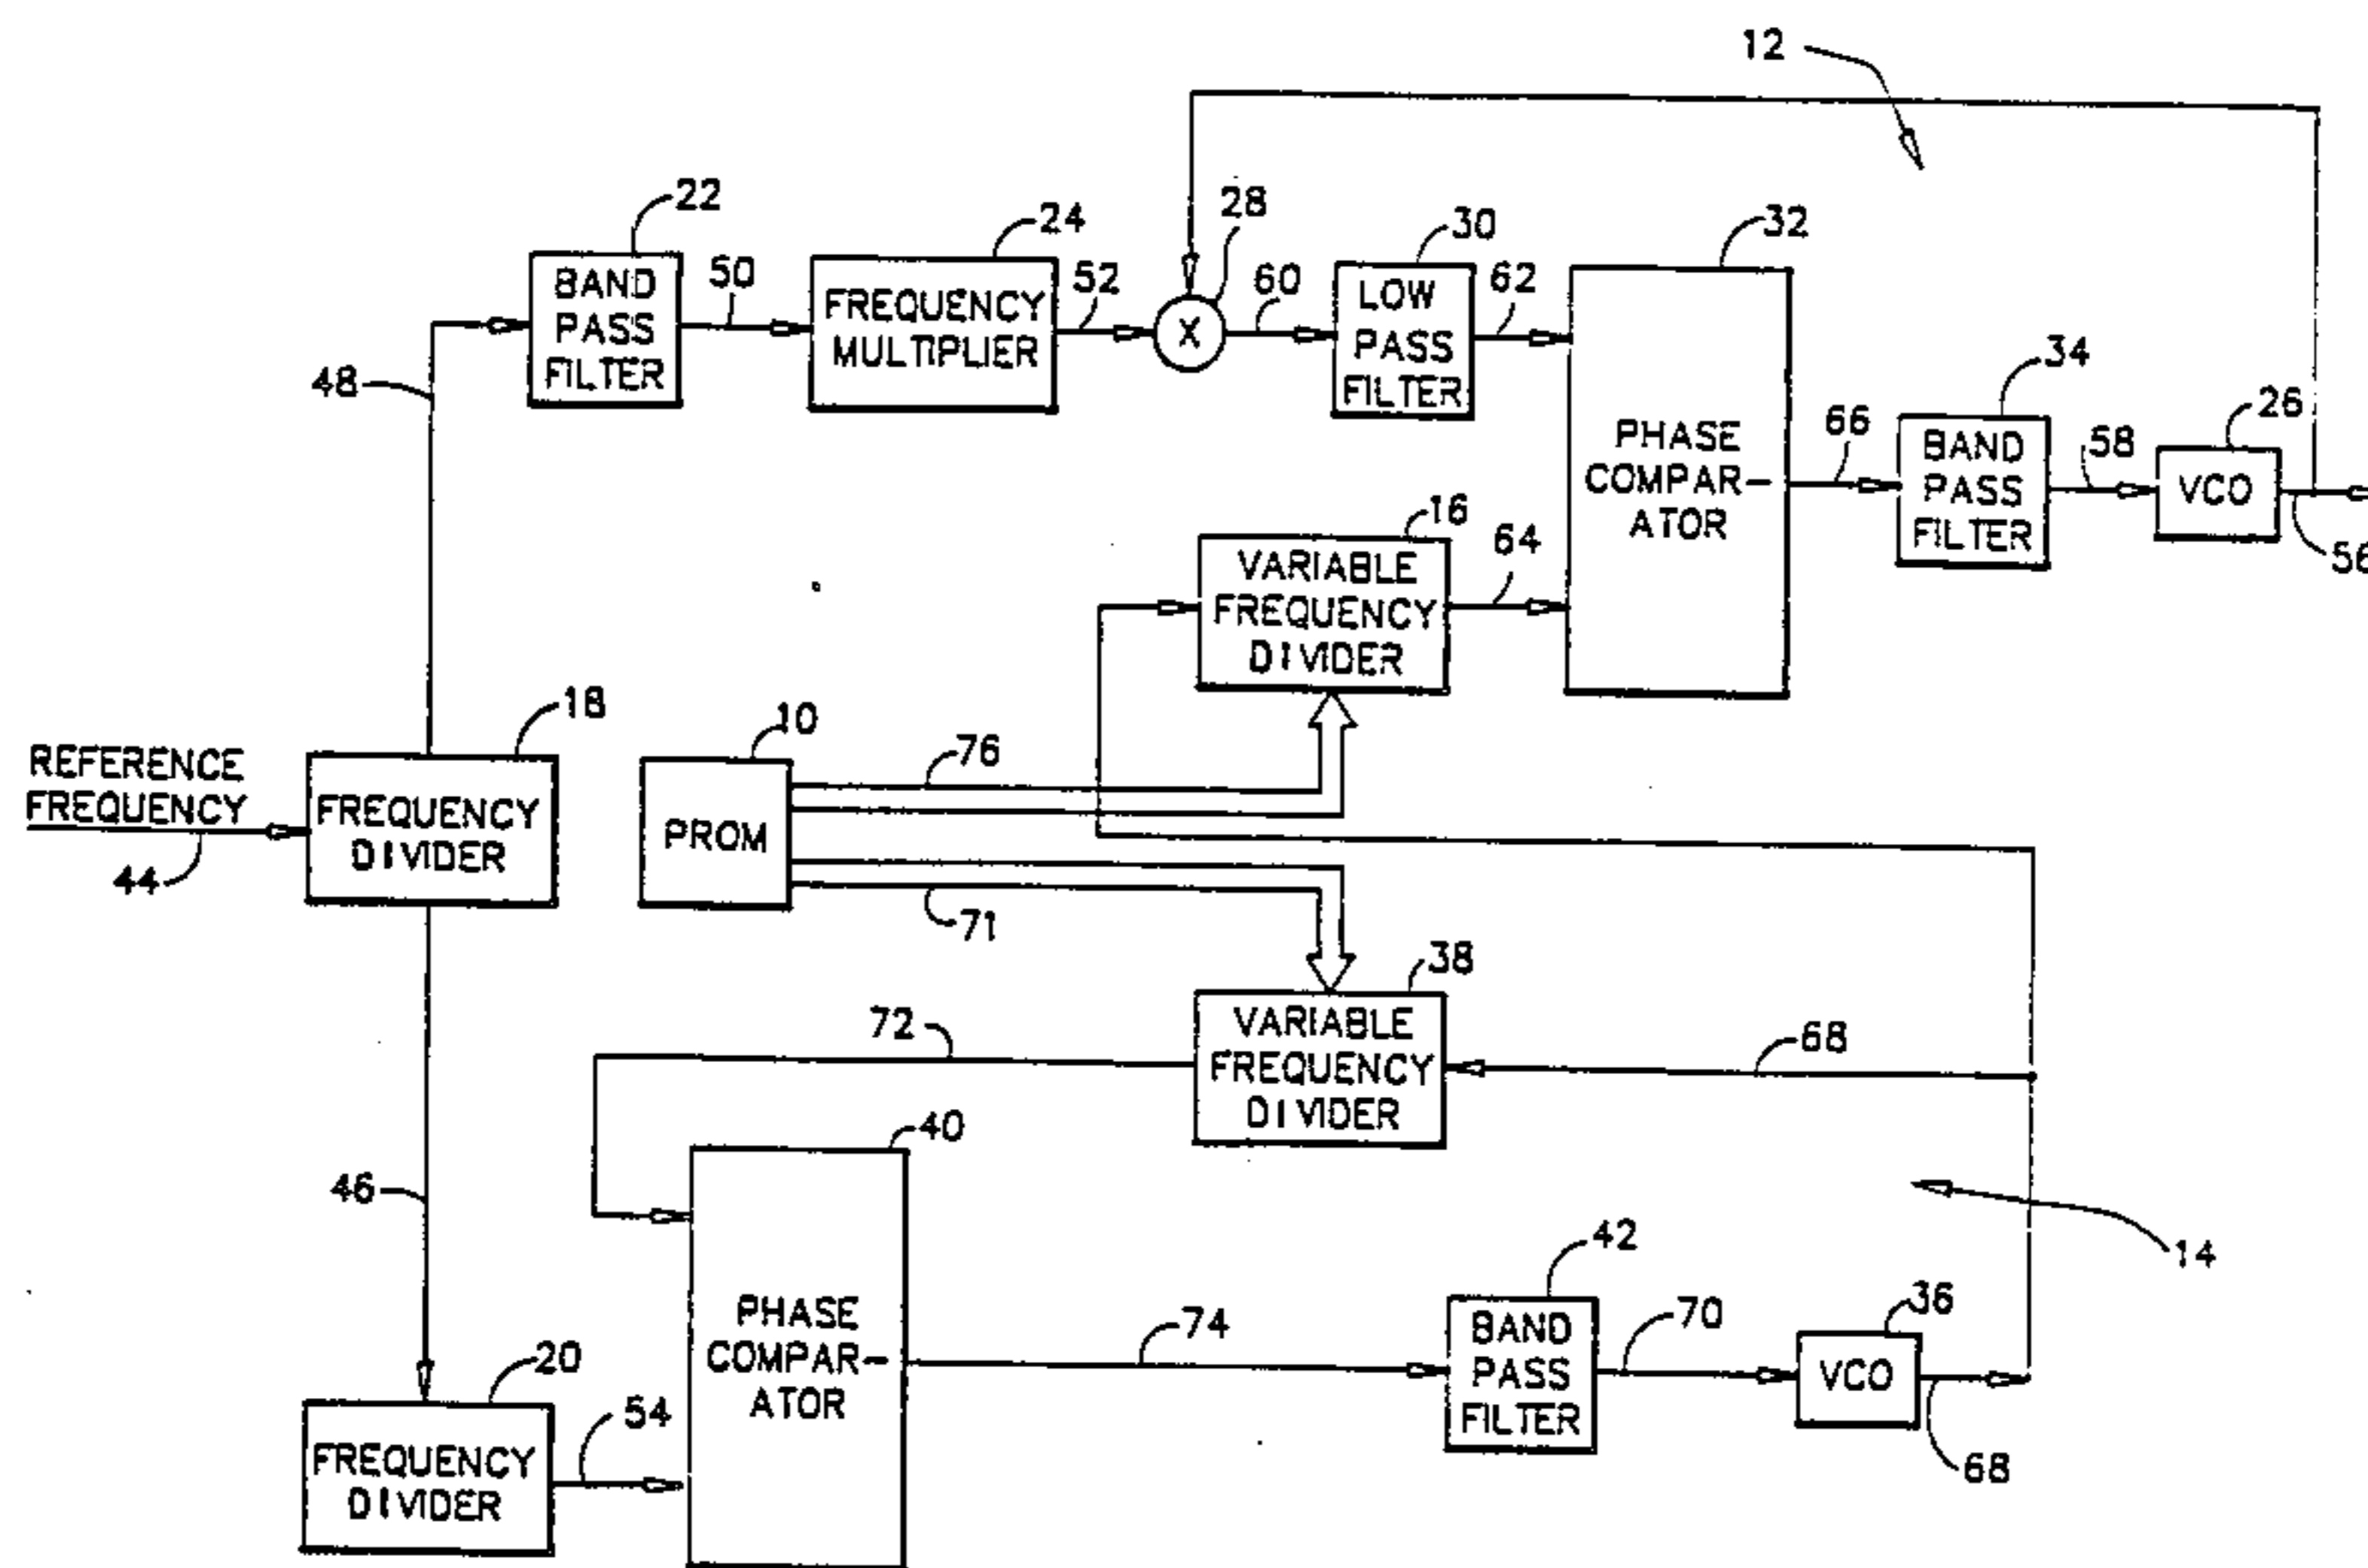 12
22
BAND
PASS
FILTER
50
24
FREQUENCY
MULTIPLIER
52
28
X
60
30
LOW
PASS
FILTER
62
32
PHASE
COMPAR-
ATOR
66
34
BAND
PASS
FILTER
58
26
VCO
56
48
16
VARIABLE
FREQUENCY
DIVIDER
64
REFERENCE
FREQUENCY
44
18
FREQUENCY
DIVIDER
10
PROM
76
71
38
VARIABLE
FREQUENCY
DIVIDER
72
68
46
40
PHASE
COMPAR-
ATOR
14
42
BAND
PASS
FILTER
74
70
36
VCO
68
20
FREQUENCY
DIVIDER
54